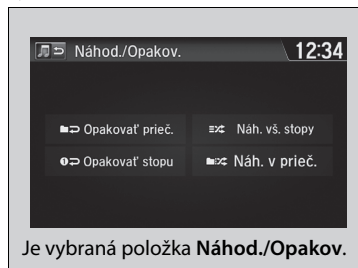 Náhod./Opakov.
12:34
Opakovať prieč.
Náh. vš. stopy
Opakovať stopu
Náh. v prieč.
Je vybraná položka Náhod./Opakov.